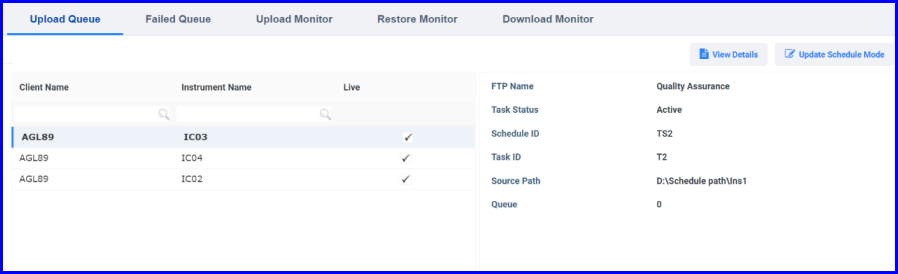 Upload Queue Failed Queue Upload Monitor Restore Monitor Download Monitor
View Details Update Schedule Mode
Client Name Instrument Name Live
AGL89 IC03
AGL89 IC04
AGL89 IC02
FTP Name Quality Assurance
Task Status Active
Schedule ID TS2
Task ID T2
Source Path D:\Schedule path\Ins1
Queue 0